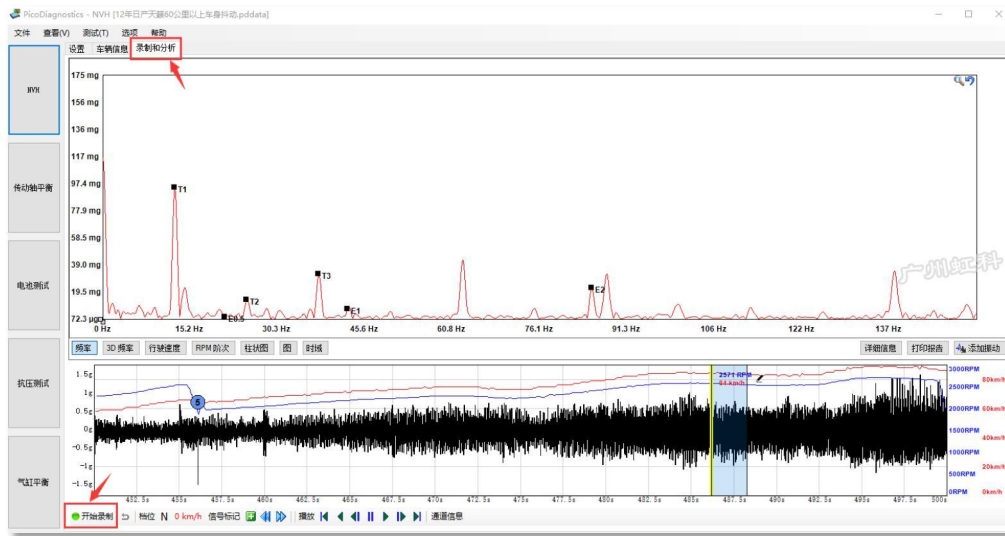 PicoDiagnostics - NVH [12年日产天籁60公里以上车身抖动.pddata]
文件 查看(V) 测试(T) 选项 帮助
设置 车辆信息 录制和分析
NVH
传动轴平衡
电池测试
抗压测试
气缸平衡
175 mg
156 mg
136 mg
117 mg
97.4 mg
77.9 mg
58.5 mg
39.0 mg
19.5 mg
72.3 µg
T1
T2
E0.5
T3
E1
E2
0 Hz 15.2 Hz 30.3 Hz 45.6 Hz 60.8 Hz 76.1 Hz 91.3 Hz 106 Hz 122 Hz 137 Hz
广州虹科
频率 3D 频率 行驶速度 RPM 阶次 柱状图 图 时域 详细信息 打印报告 添加振动
1.5g
1g
0.5g
0g
-0.5g
-1g
-1.5g
5
2571 RPM
64 km/h
3000RPM
2500RPM
2000RPM
1500RPM
1000RPM
500RPM
0RPM
80km/h
60km/h
40km/h
20km/h
0km/h
452.5s 455s 457.5s 460s 462.5s 465s 467.5s 470s 472.5s 475s 477.5s 480s 482.5s 485s 487.5s 490s 492.5s 495s 497.5s 500s
开始录制 档位 N 0 km/h 信号标记 播放 通道信息